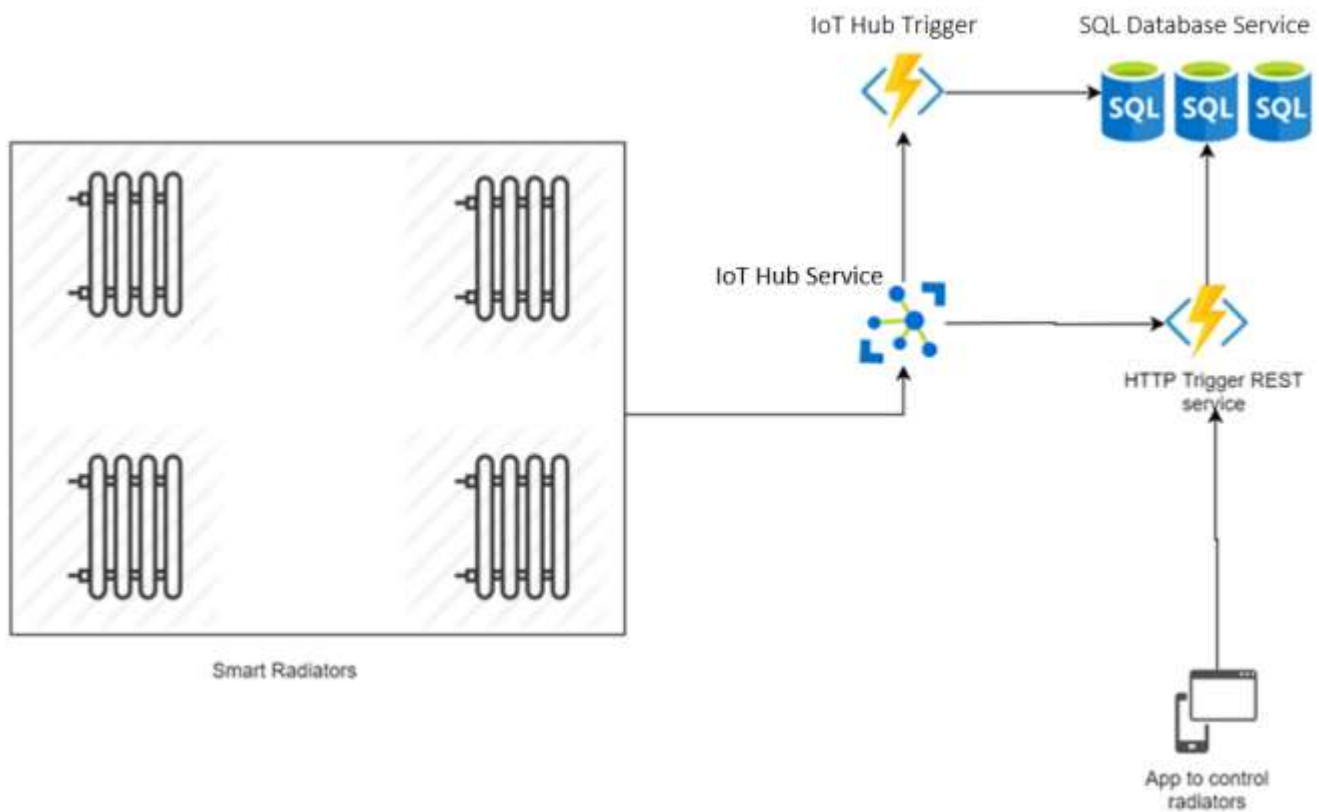 IoT Hub Trigger
SQL Database Service
SQL
SQL
SQL
IoT Hub Service
HTTP Trigger REST
service
Smart Radiators
App to control
radiators